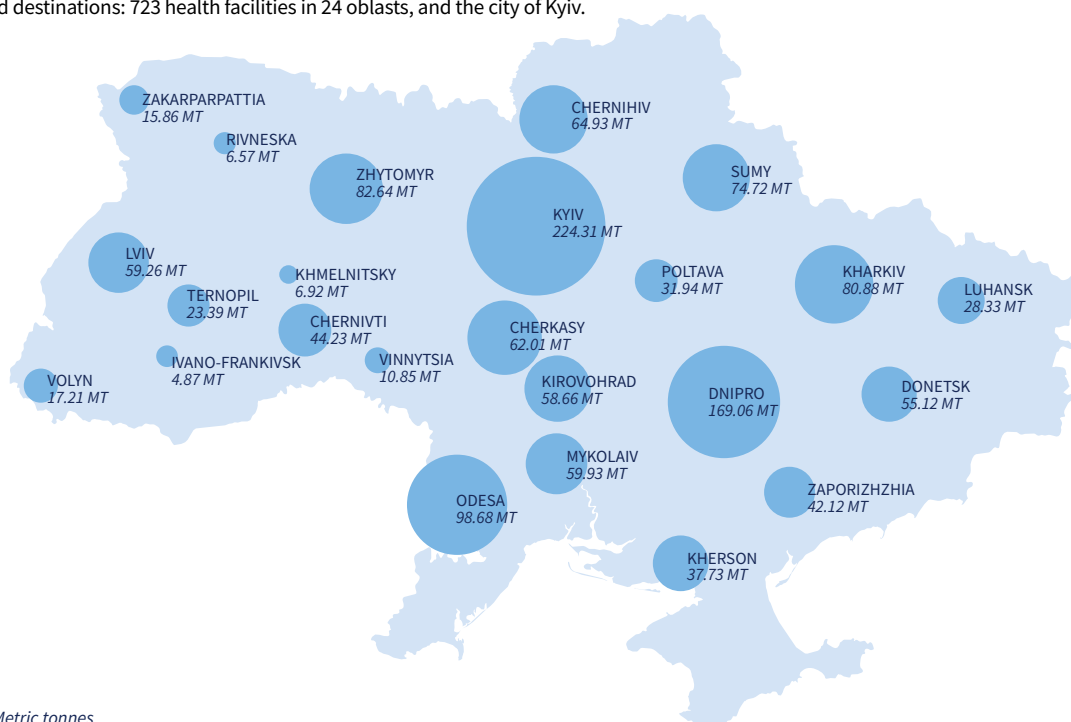 d destinations: 723 health facilities in 24 oblasts, and the city of Kyiv.
ZAKARPARPATTIA
15.86 MT
RIVNESKA
6.57 MT
ZHYTOMYR
82.64 MT
CHERNIHIV
64.93 MT
SUMY
74.72 MT
KYIV
224.31 MT
LVIV
59.26 MT
KHMELNITSKY
6.92 MT
TERNOPIL
23.39 MT
CHERNIVTI
44.23 MT
IVANO-FRANKIVSK
4.87 MT
VINNYTSIA
10.85 MT
VOLYN
17.21 MT
POLTAVA
31.94 MT
KHARKIV
80.88 MT
LUHANSK
28.33 MT
CHERKASY
62.01 MT
KIROVOHRAD
58.66 MT
DNIPRO
169.06 MT
DONETSK
55.12 MT
MYKOLAIV
59.93 MT
ODESA
98.68 MT
ZAPORIZHZHIA
42.12 MT
KHERSON
37.73 MT
Metric tonnes